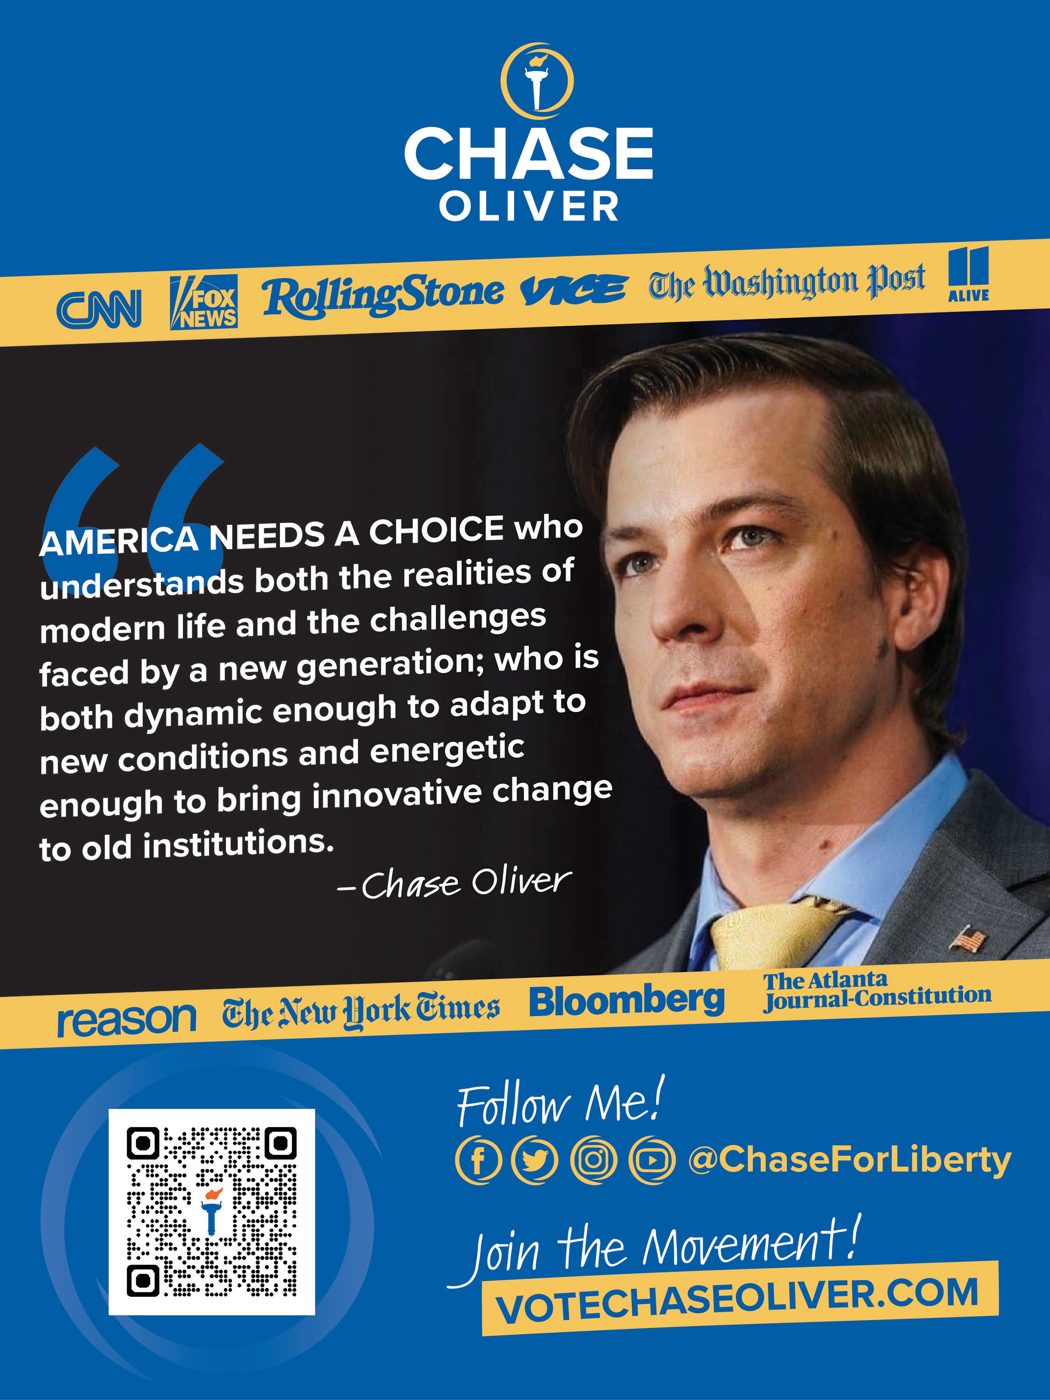 CHASE
OLIVER
CNN FOX NEWS RollingStone VICE The Washington Post 11 ALIVE
“
AMERICA NEEDS A CHOICE who
understands both the realities of
modern life and the challenges
faced by a new generation; who is
both dynamic enough to adapt to
new conditions and energetic
enough to bring innovative change
to old institutions.
– Chase Oliver
reason The New York Times Bloomberg The Atlanta
Journal-Constitution
Follow Me!
@ChaseForLiberty
Join the Movement!
VOTECHASEOLIVER.COM